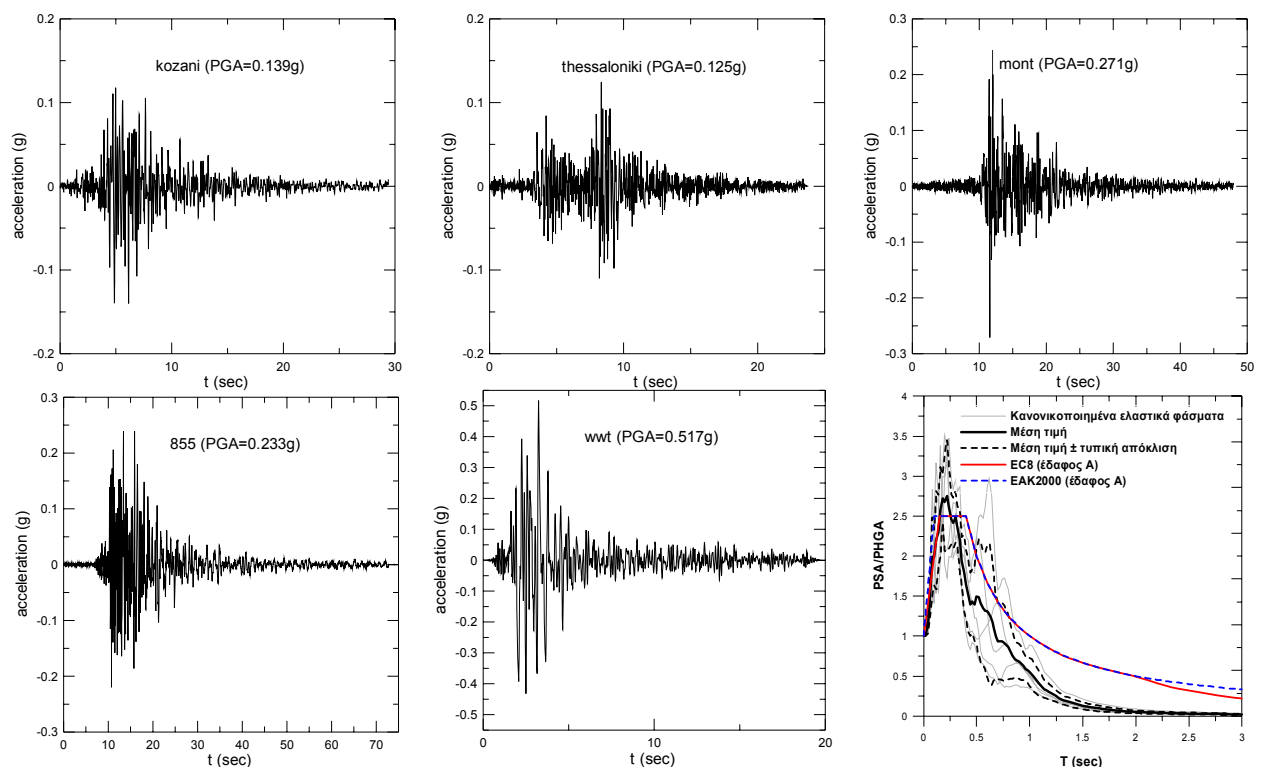 kozani (PGA=0.139g)
acceleration (g)
0.2
0.1
0
-0.1
-0.2
0 10 20 30
t (sec)
thessaloniki (PGA=0.125g)
acceleration (g)
0.2
0.1
0
-0.1
-0.2
0 10 20
t (sec)
mont (PGA=0.271g)
acceleration (g)
0.3
0.2
0.1
0
-0.1
-0.2
-0.3
0 10 20 30 40 50
t (sec)
855 (PGA=0.233g)
acceleration (g)
0.3
0.2
0.1
0
-0.1
-0.2
-0.3
0 10 20 30 40 50 60 70
t (sec)
wwt (PGA=0.517g)
acceleration (g)
0.5
0.4
0.3
0.2
0.1
0
-0.1
-0.2
-0.3
-0.4
-0.5
0 10 20
t (sec)
Κανονικοποιημένα ελαστικά φάσματα
Μέση τιμή
Μέση τιμή ± τυπική απόκλιση
EC8 (έδαφος Α)
ΕΑΚ2000 (έδαφος Α)
PSA/PHGA
4
3.5
3
2.5
2
1.5
1
0.5
0
0 0.5 1 1.5 2 2.5 3
T (sec)